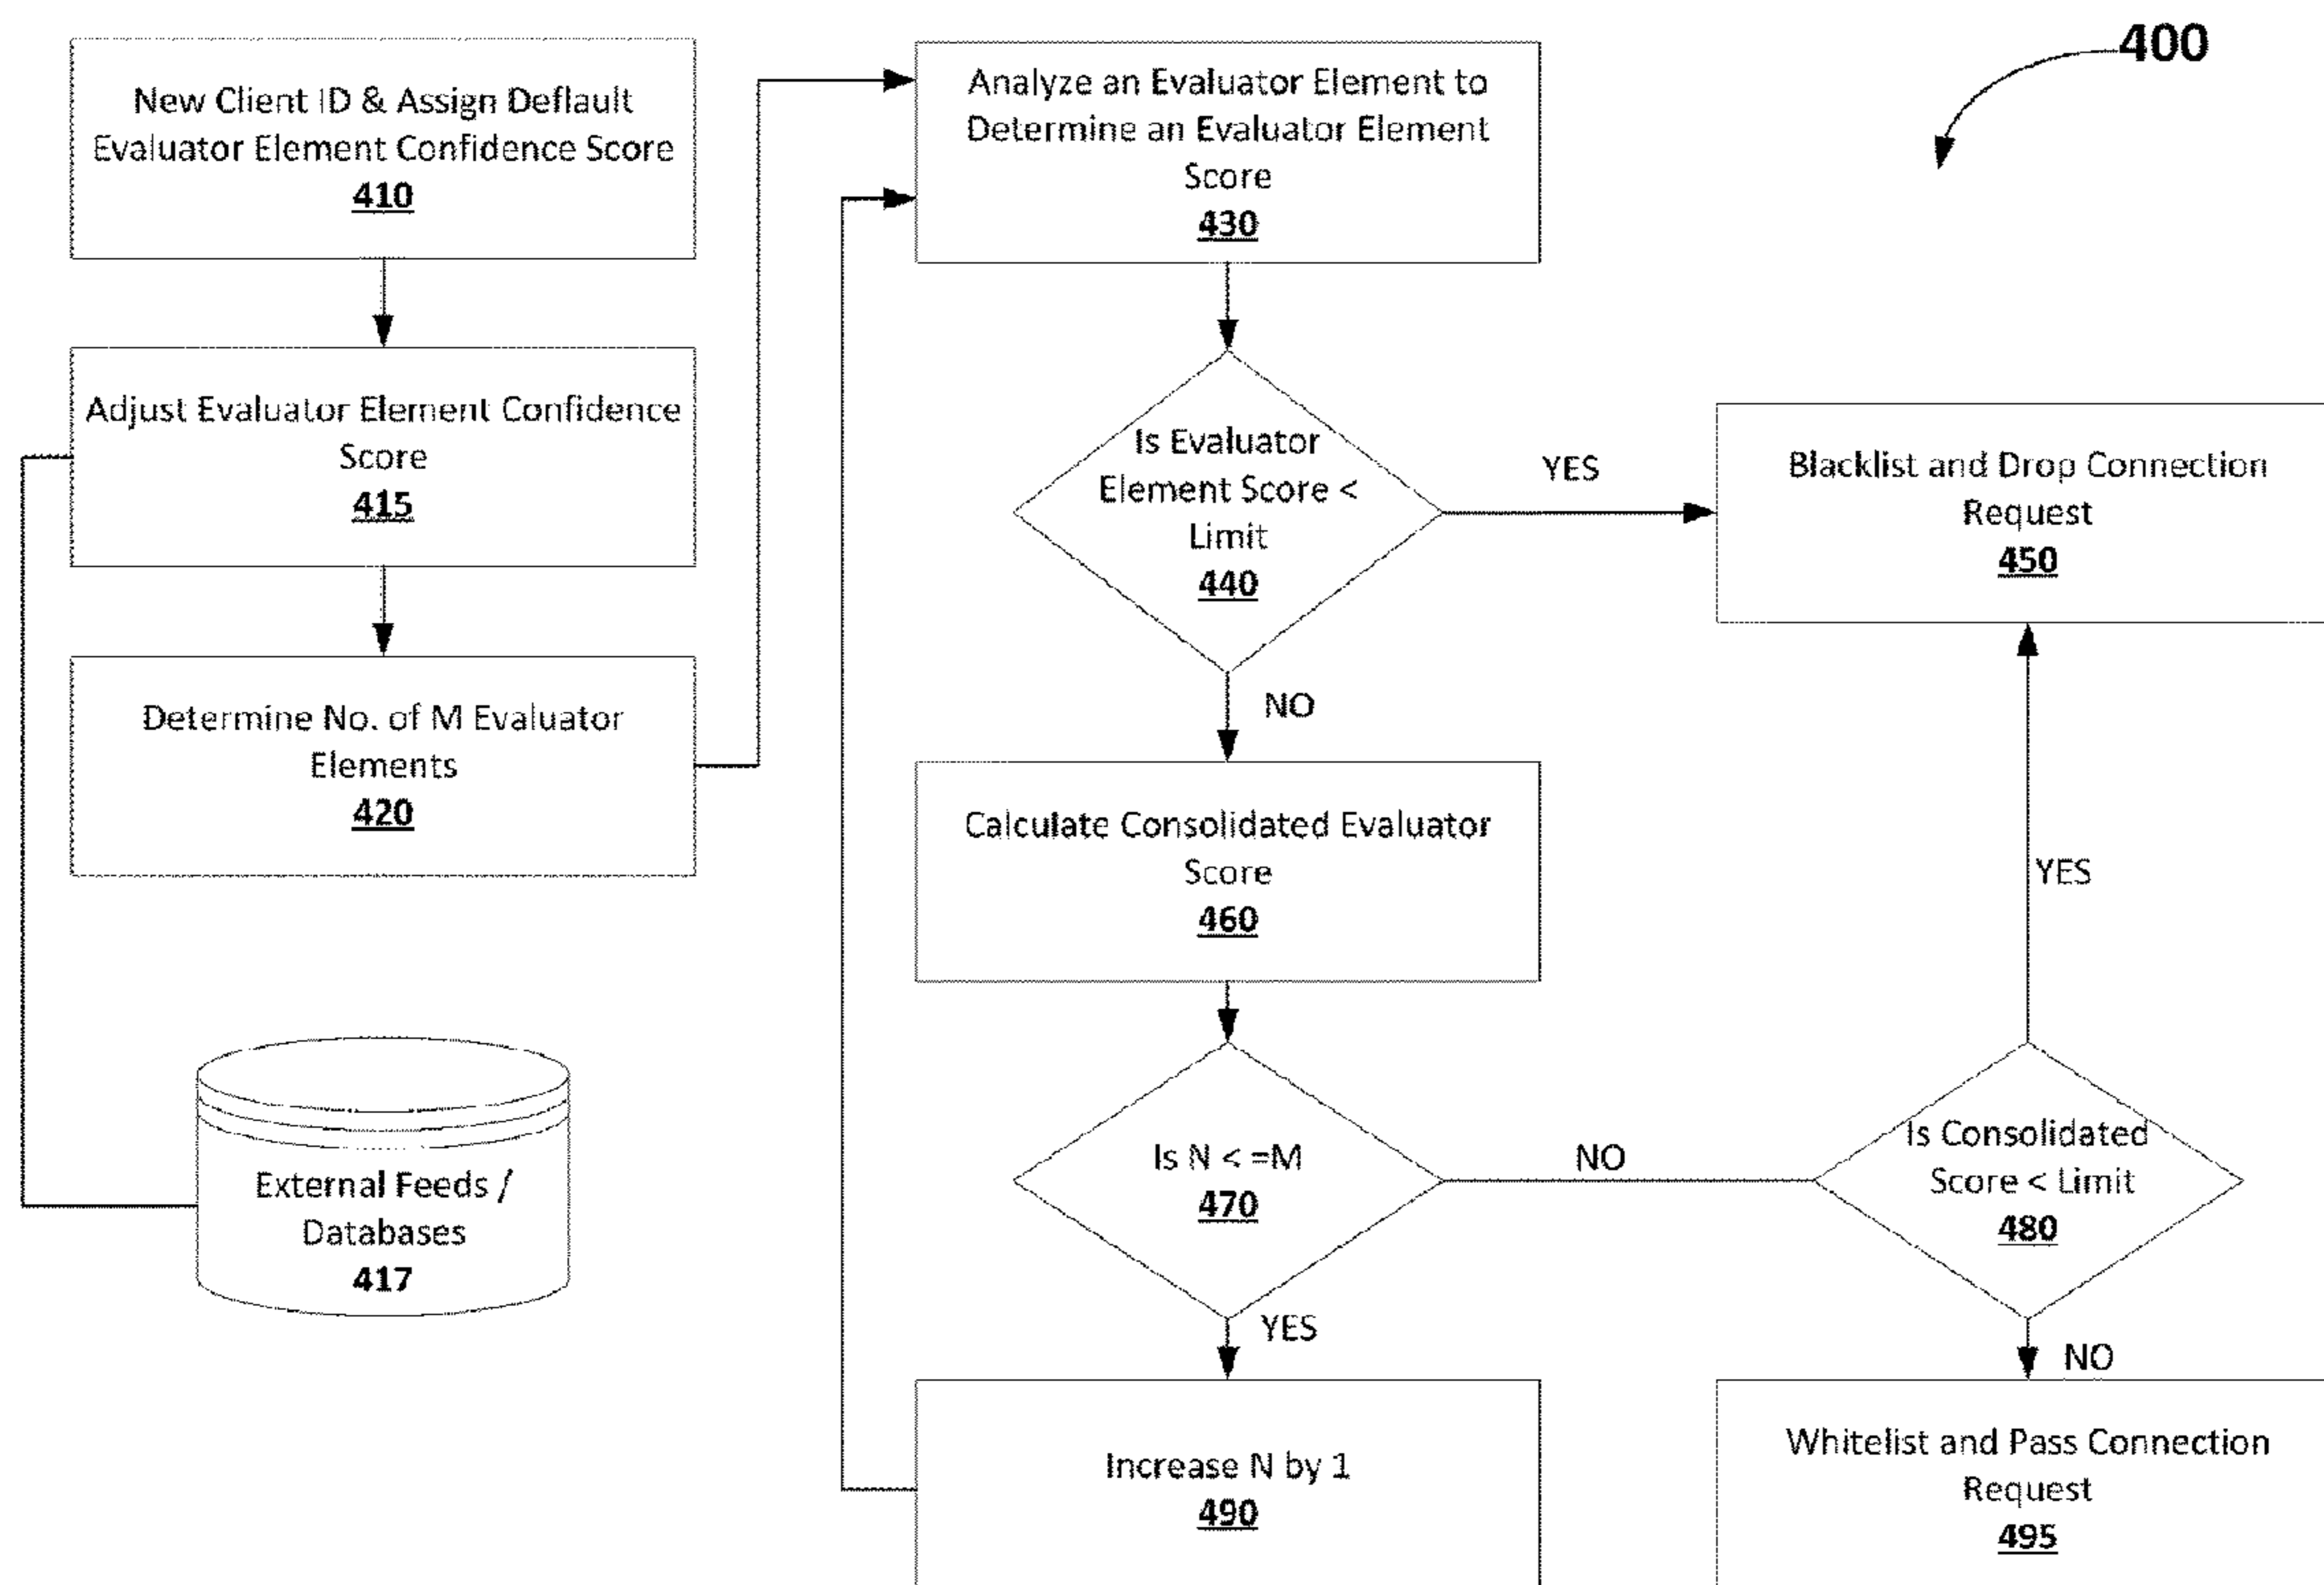 400
New Client ID & Assign Deflault
Evaluator Element Confidence Score
410
Adjust Evaluator Element Confidence
Score
415
Determine No. of M Evaluator
Elements
420
External Feeds /
Databases
417
Analyze an Evaluator Element to
Determine an Evaluator Element
Score
430
Is Evaluator
Element Score <
Limit
440
YES
Blacklist and Drop Connection
Request
450
NO
Calculate Consolidated Evaluator
Score
460
Is N < =M
470
NO
Is Consolidated
Score < Limit
480
YES
YES
NO
Increase N by 1
490
Whitelist and Pass Connection
Request
495